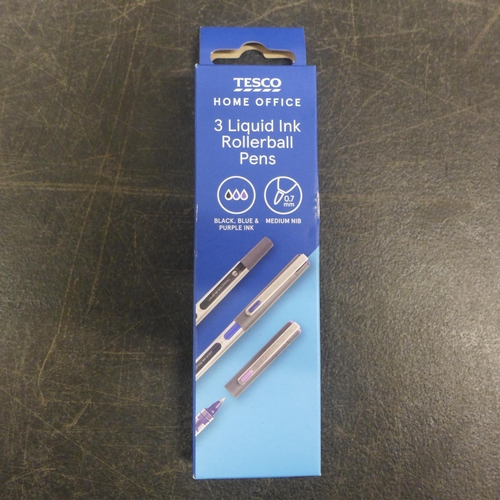 TESCO
HOME OFFICE
3 Liquid Ink
Rollerball
Pens
0.7
mm
BLACK, BLUE &
PURPLE INK
MEDIUM NIB